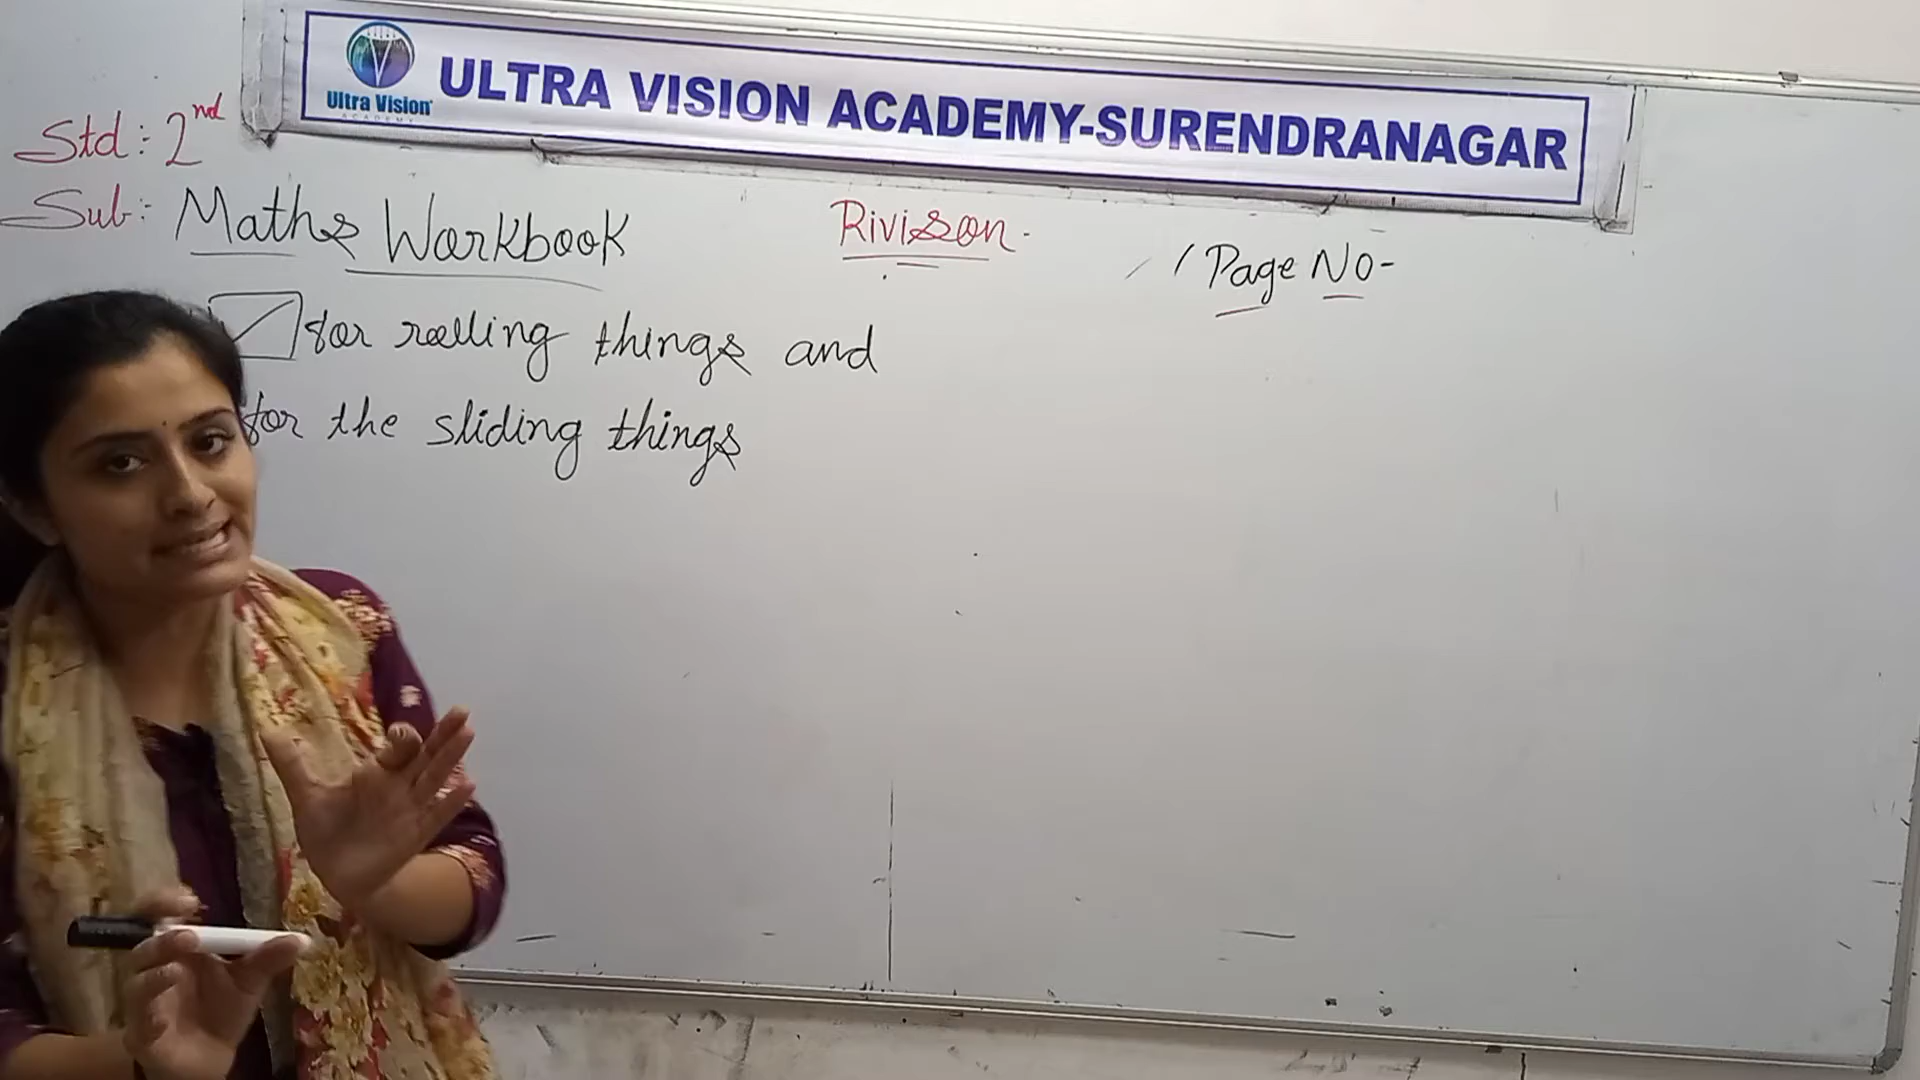 Ultra Vision
ACADEMY
ULTRA VISION ACADEMY-SURENDRANAGAR
Std: 2nd
Sub: Maths Workbook
Rivison
Page No-
for rolling things and
for the sliding things